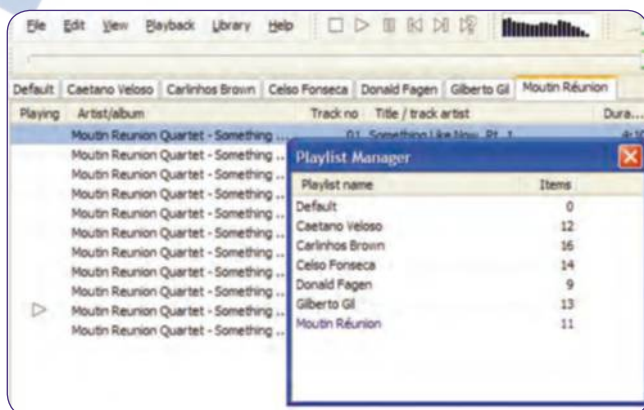 File Edit View Playback Library Help
Default Caetano Veloso Carlinhos Brown Celso Fonseca Donald Fagen Gilberto Gil Moutin Réunion
Playing Artist/album Track no Title / track artist Dura...
Moutin Reunion Quartet - Something ... 01 Something Like Now, Pt. 1
Moutin Reunion Quartet - Something ..
Moutin Reunion Quartet - Something ..
Moutin Reunion Quartet - Something ..
Moutin Reunion Quartet - Something ..
Moutin Reunion Quartet - Something ..
Moutin Reunion Quartet - Something ..
Moutin Reunion Quartet - Something ..
Moutin Reunion Quartet - Something ..
Moutin Reunion Quartet - Something ..
Moutin Reunion Quartet - Something ..
Playlist Manager
Playlist name Items
Default 0
Caetano Veloso 12
Carlinhos Brown 16
Celso Fonseca 14
Donald Fagen 9
Gilberto Gil 13
Moutin Réunion 11